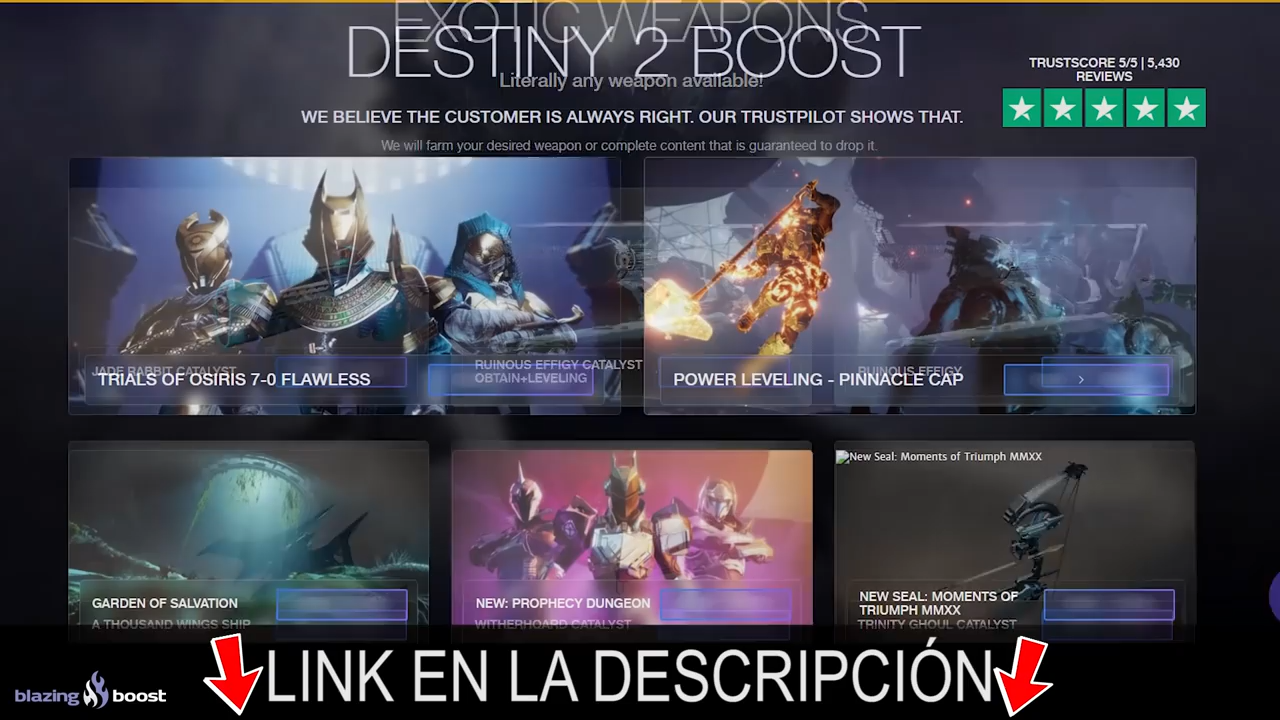 EXOTIC WEAPONS
DESTINY 2 BOOST
Literally any weapon available!
TRUSTSCORE 5/5 | 5,430
REVIEWS
WE BELIEVE THE CUSTOMER IS ALWAYS RIGHT. OUR TRUSTPILOT SHOWS THAT.
We will farm your desired weapon or complete content that is guaranteed to drop it.
JADE RABBIT CATALYST
TRIALS OF OSIRIS 7-0 FLAWLESS
RUINOUS EFFIGY CATALYST
OBTAIN+LEVELING
RUINOUS EFFIGY
POWER LEVELING - PINNACLE CAP
New Seal: Moments of Triumph MMXX
GARDEN OF SALVATION
A THOUSAND WINGS SHIP
NEW: PROPHECY DUNGEON
WITHERHOARD CATALYST
NEW SEAL: MOMENTS OF
TRIUMPH MMXX
TRINITY GHOUL CATALYST
LINK EN LA DESCRIPCIÓN
blazing boost